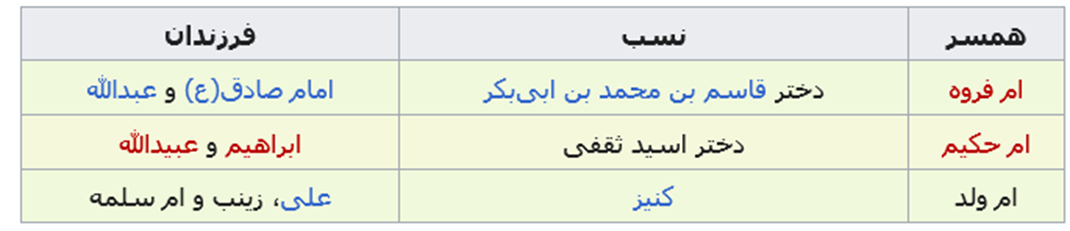 همسر نسب فرزندان
ام فروه دختر قاسم بن محمد بن ابی‌بکر امام صادق(ع) و عبدالله
ام حکیم دختر اسید ثقفی ابراهیم و عبیدالله
ام ولد کنیز علی، زینب و ام سلمه